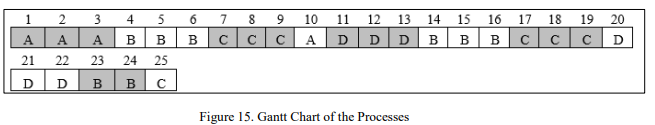 1 2 3 4 5 6 7 8 9 10 11 12 13 14 15 16 17 18 19 20
A A A B B B C C C A D D D B B B C C C D
21 22 23 24 25
D D B B C
Figure 15. Gantt Chart of the Processes